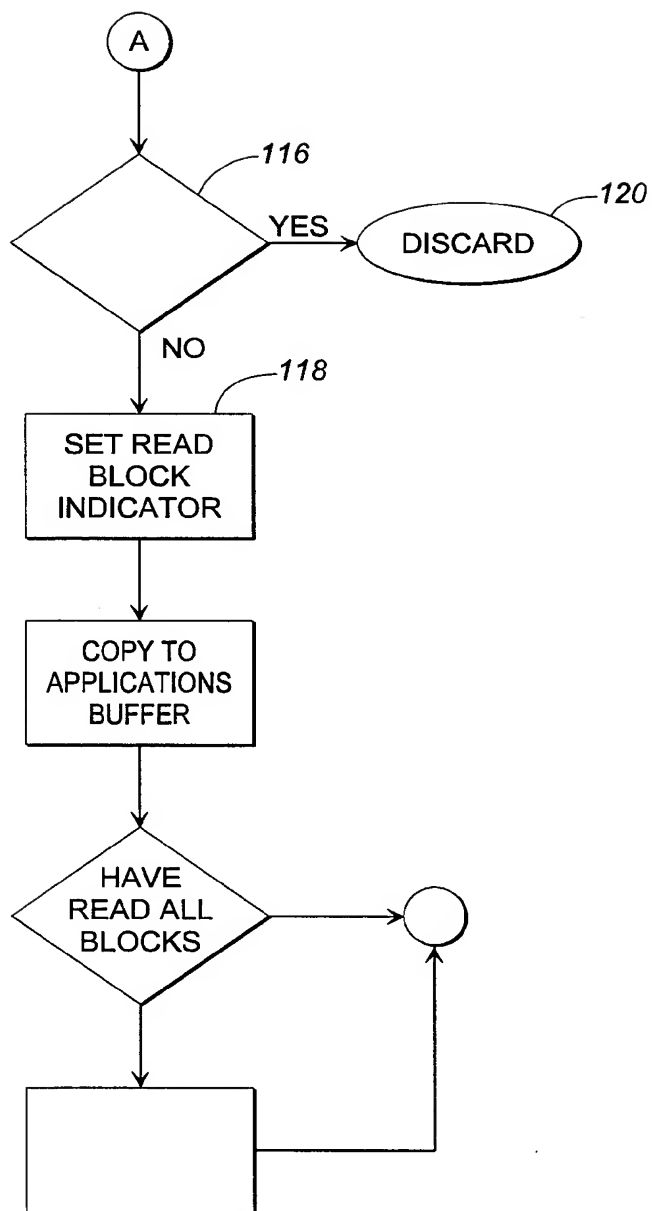 A
116
YES
DISCARD
120
NO
118
SET READ
BLOCK
INDICATOR
COPY TO
APPLICATIONS
BUFFER
HAVE
READ ALL
BLOCKS